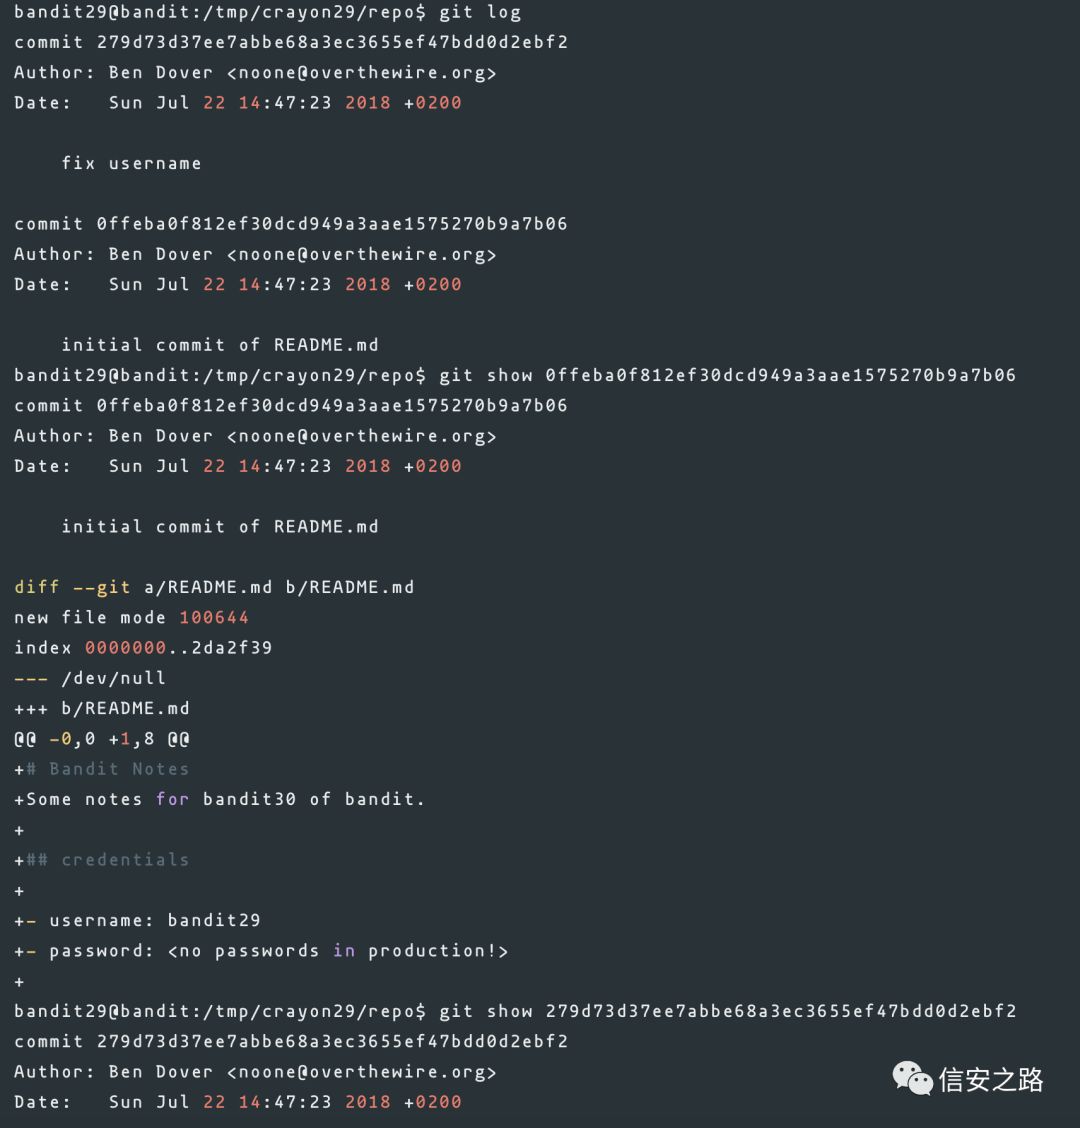 bandit29@bandit:/tmp/crayon29/repo$ git log
commit 279d73d37ee7abbe68a3ec3655ef47bdd0d2ebf2
Author: Ben Dover <noone@overthewire.org>
Date:   Sun Jul 22 14:47:23 2018 +0200
    fix username
commit 0ffeba0f812ef30dcd949a3aae1575270b9a7b06
Author: Ben Dover <noone@overthewire.org>
Date:   Sun Jul 22 14:47:23 2018 +0200
    initial commit of README.md
bandit29@bandit:/tmp/crayon29/repo$ git show 0ffeba0f812ef30dcd949a3aae1575270b9a7b06
commit 0ffeba0f812ef30dcd949a3aae1575270b9a7b06
Author: Ben Dover <noone@overthewire.org>
Date:   Sun Jul 22 14:47:23 2018 +0200
    initial commit of README.md
diff --git a/README.md b/README.md
new file mode 100644
index 0000000..2da2f39
--- /dev/null
+++ b/README.md
@@ -0,0 +1,8 @@
+# Bandit Notes
+Some notes for bandit30 of bandit.
+
+## credentials
+
+- username: bandit29
+- password: <no passwords in production!>
+
bandit29@bandit:/tmp/crayon29/repo$ git show 279d73d37ee7abbe68a3ec3655ef47bdd0d2ebf2
commit 279d73d37ee7abbe68a3ec3655ef47bdd0d2ebf2
Author: Ben Dover <noone@overthewire.org>
Date:   Sun Jul 22 14:47:23 2018 +0200
信安之路